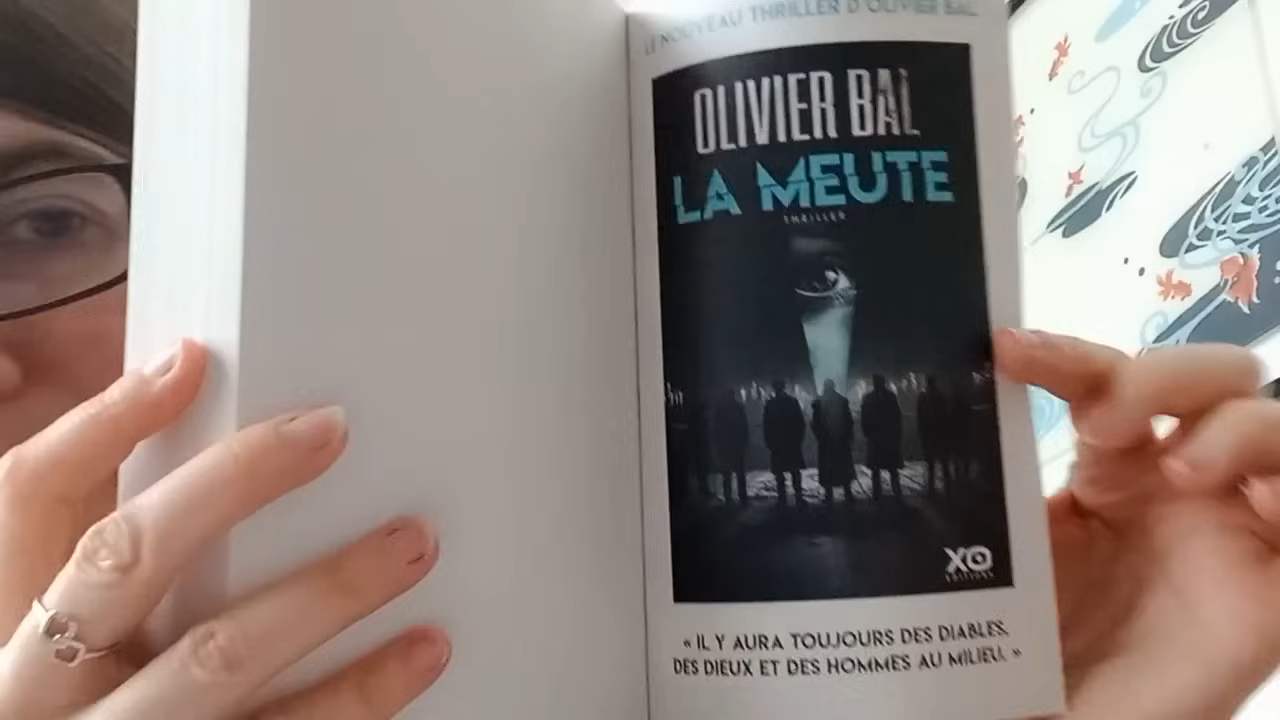 LE NOUVEAU THRILLER D'OLIVIER BAL
OLIVIER BAL
LA MEUTE
THRILLER
XO
EDITIONS
« IL Y AURA TOUJOURS DES DIABLES,
DES DIEUX ET DES HOMMES AU MILIEU. »